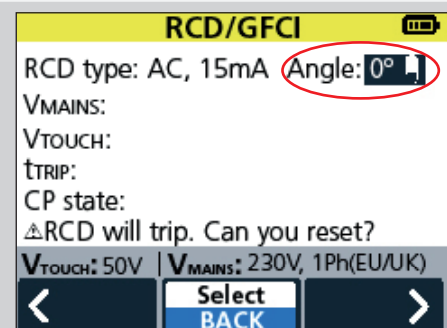 RCD/GFCI
RCD type: AC, 15mA Angle: 0°
VMAINS:
VTOUCH:
tTRIP:
CP state:
⚠RCD will trip. Can you reset?
VTOUCH: 50V | VMAINS: 230V, 1Ph(EU/UK)
< Select >
BACK